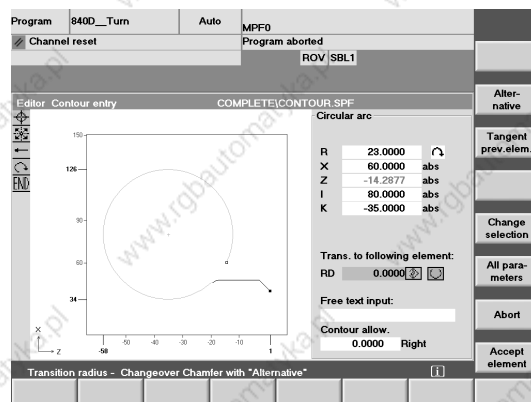 Program 840D__Turn Auto MPF0
Channel reset Program aborted
ROV SBL1
Editor Contour entry COMPLETE\CONTOUR.SPF
Alter-
native
Circular arc
Tangent
prev.elem.
R 23.0000
X 60.0000 abs
Z -14.2877 abs
I 80.0000 abs
K -35.0000 abs
END
150
126
90
60
34
X
Z
-58 -50 -40 -30 -20 -10 1
Change
selection
Trans. to following element:
RD 0.0000
All para-
meters
Free text input:
Abort
Contour allow.
0.0000 Right
Accept
element
Transition radius - Changeover Chamfer with "Alternative" i
www.rgbautomatyka.pl